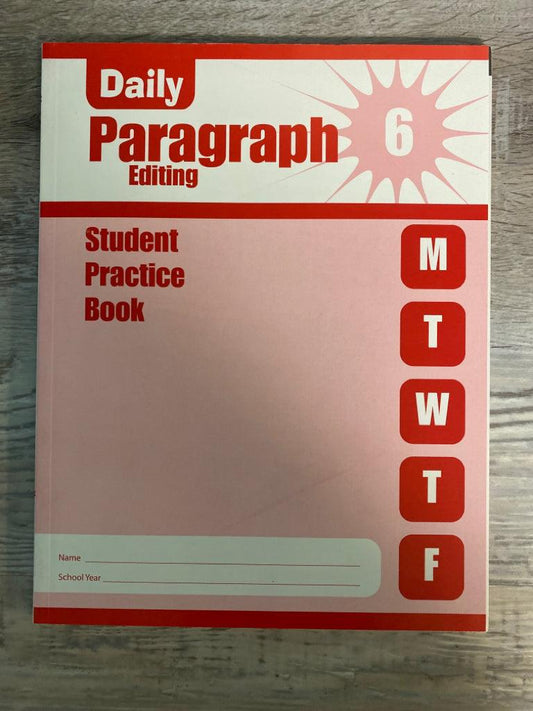 Daily
Paragraph
Editing
6
Student
Practice
Book
M
T
W
T
F
Name
School Year